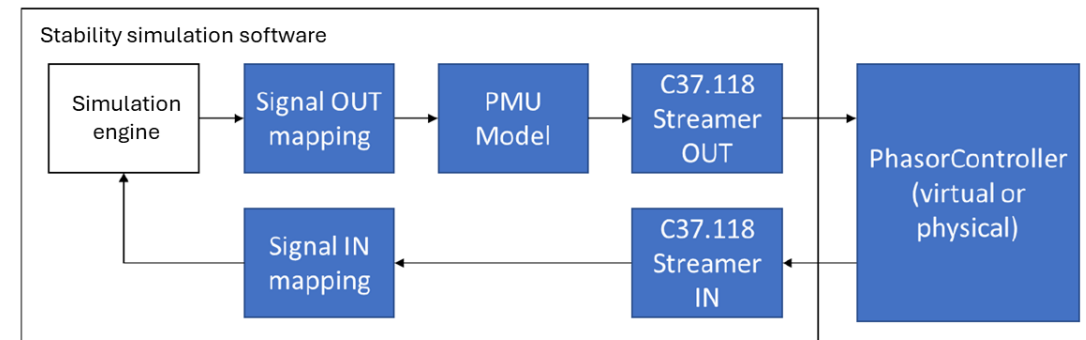 Stability simulation software
Simulation
engine
Signal OUT
mapping
PMU
Model
C37.118
Streamer
OUT
PhasorController
(virtual or
physical)
Signal IN
mapping
C37.118
Streamer
IN